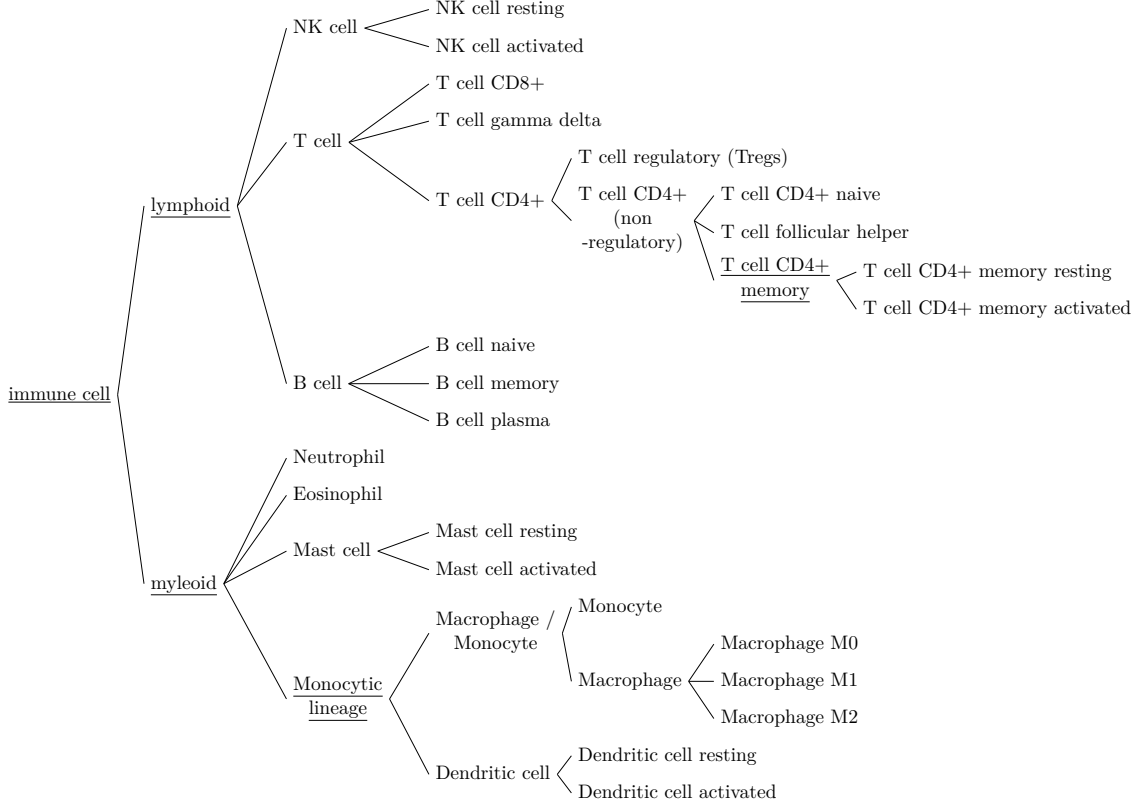 NK cell resting
NK cell
NK cell activated
T cell CD8+
T cell gamma delta
T cell
T cell regulatory (Tregs)
T cell CD4+
T cell CD4+
(non
-regulatory)
T cell CD4+ naive
T cell follicular helper
T cell CD4+
memory
T cell CD4+ memory resting
T cell CD4+ memory activated
lymphoid
B cell naive
B cell
B cell memory
B cell plasma
immune cell
Neutrophil
Eosinophil
Mast cell resting
Mast cell
Mast cell activated
myleoid
Macrophage /
Monocyte
Monocyte
Macrophage M0
Macrophage
Macrophage M1
Macrophage M2
Monocytic
lineage
Dendritic cell resting
Dendritic cell
Dendritic cell activated